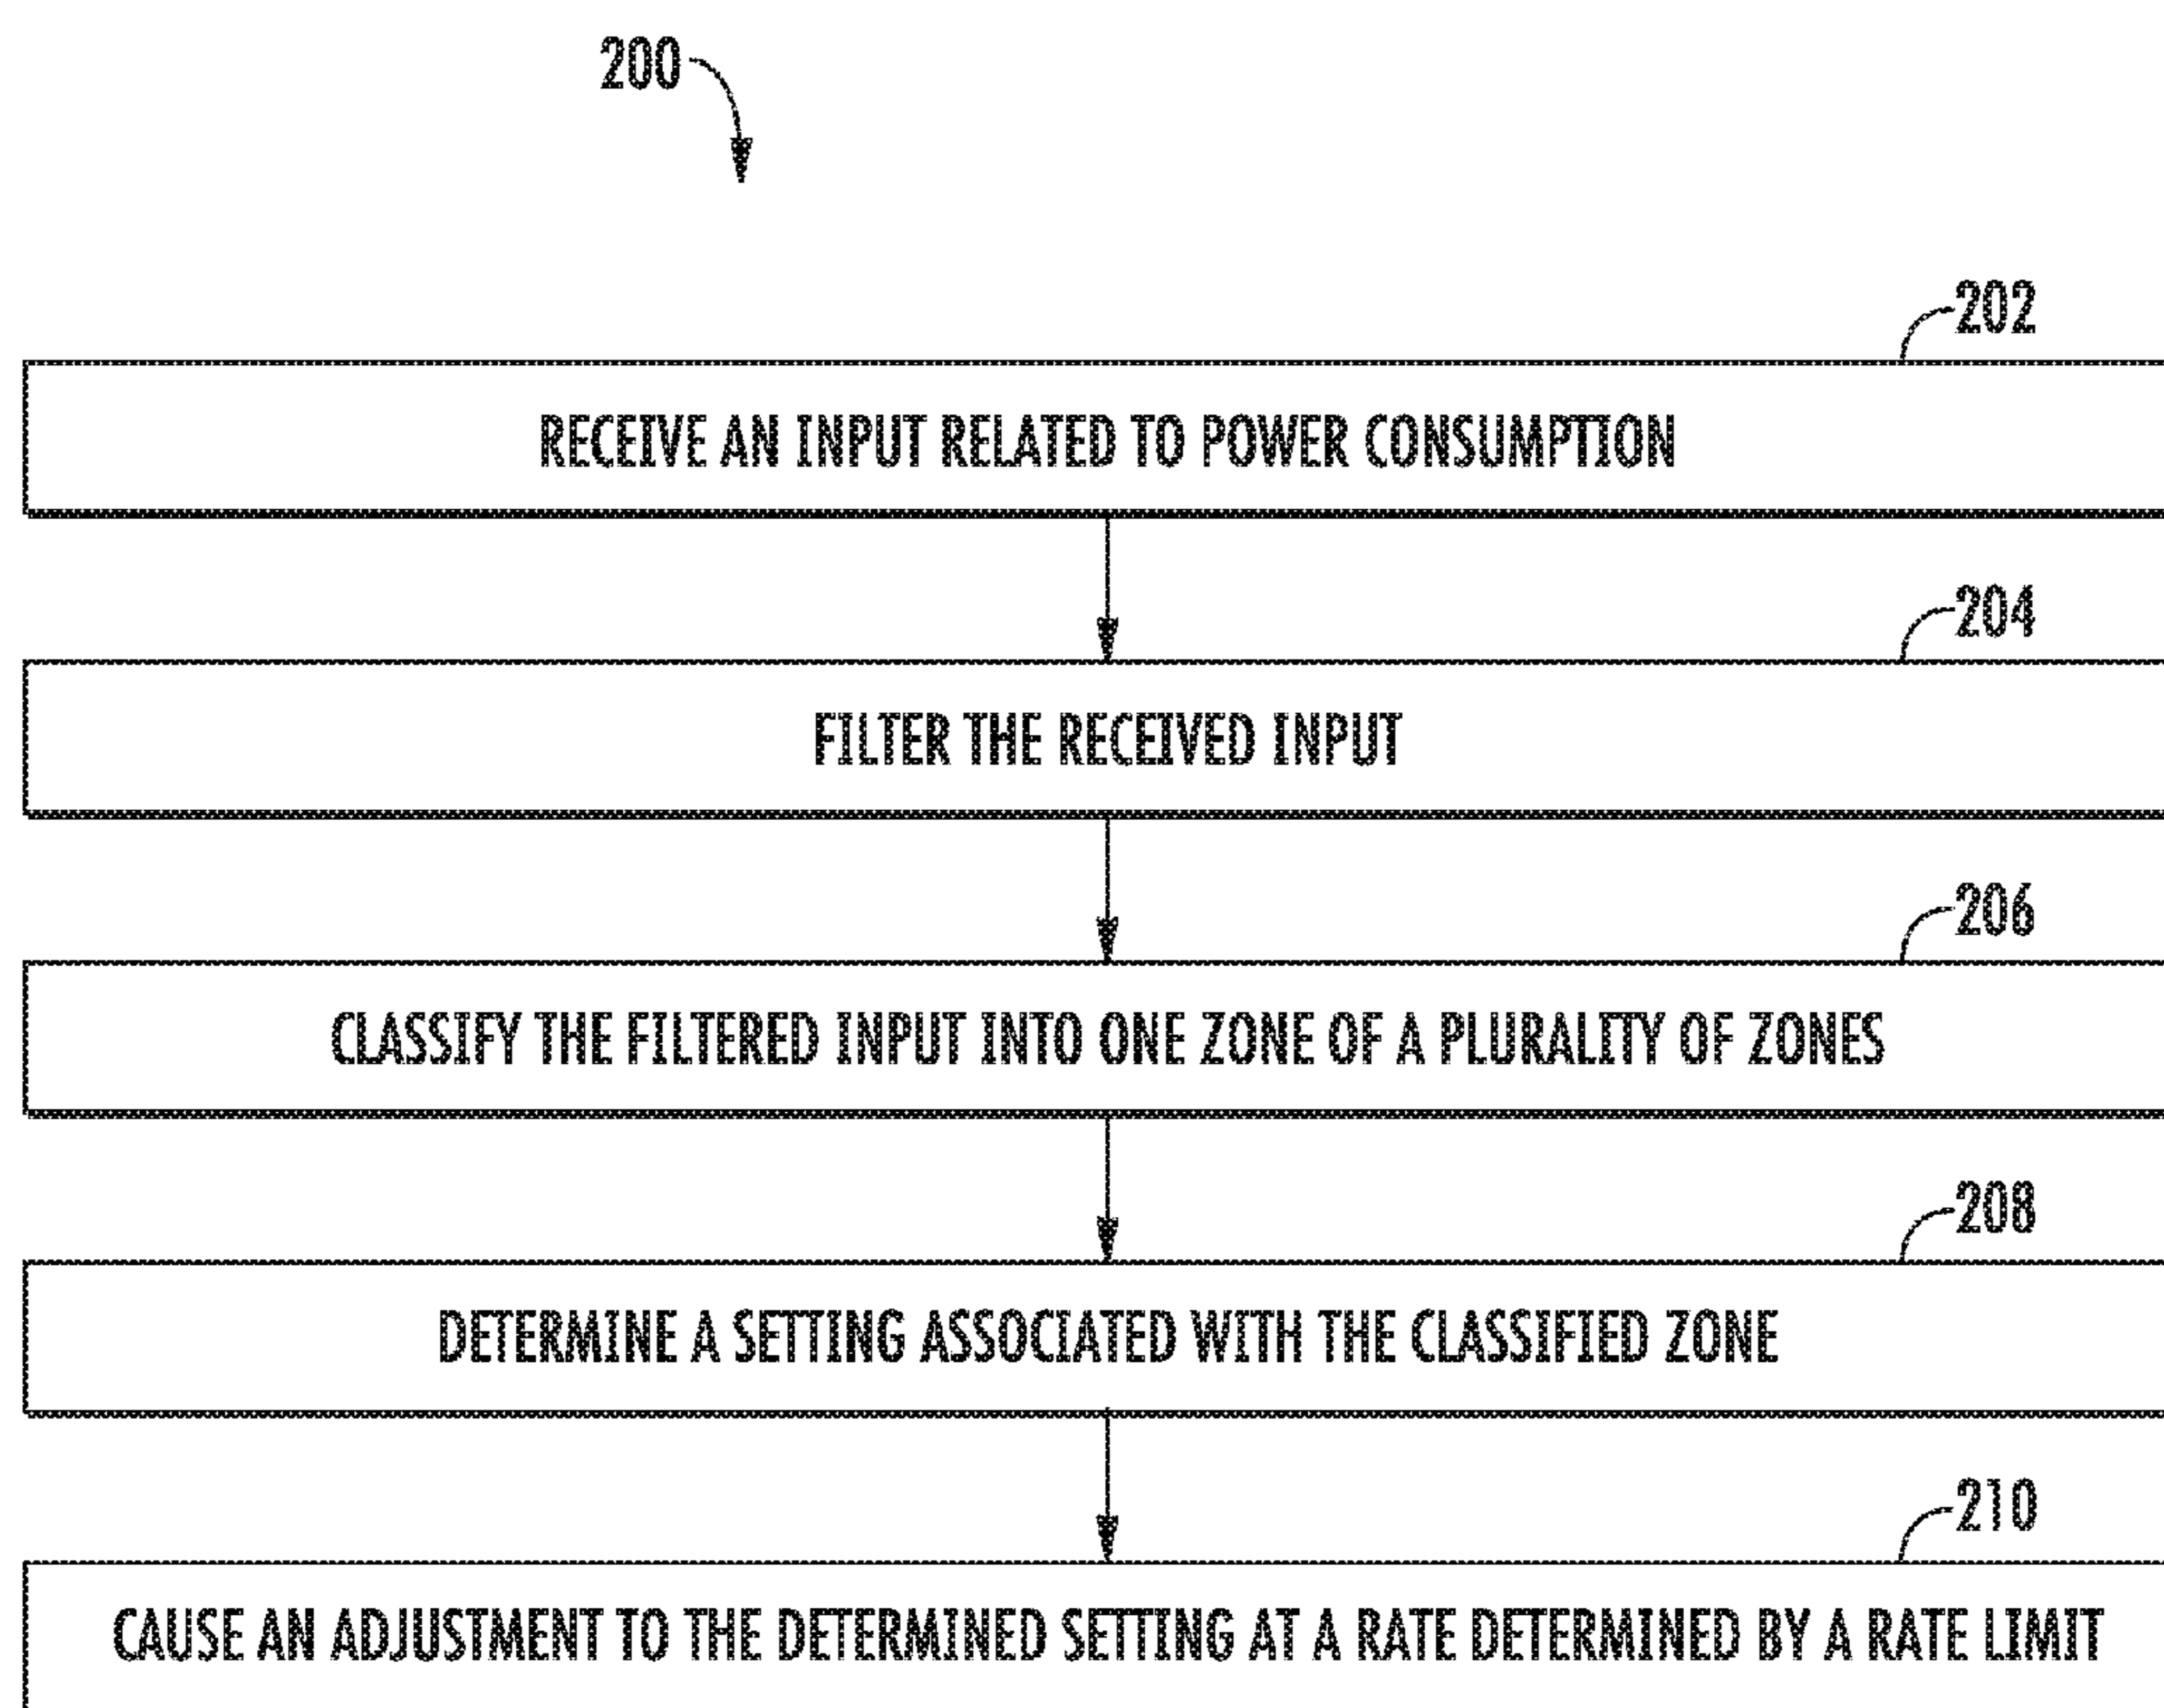 200
202
RECEIVE AN INPUT RELATED TO POWER CONSUMPTION
204
FILTER THE RECEIVED INPUT
206
CLASSIFY THE FILTERED INPUT INTO ONE ZONE OF A PLURALITY OF ZONES
208
DETERMINE A SETTING ASSOCIATED WITH THE CLASSIFIED ZONE
210
CAUSE AN ADJUSTMENT TO THE DETERMINED SETTING AT A RATE DETERMINED BY A RATE LIMIT